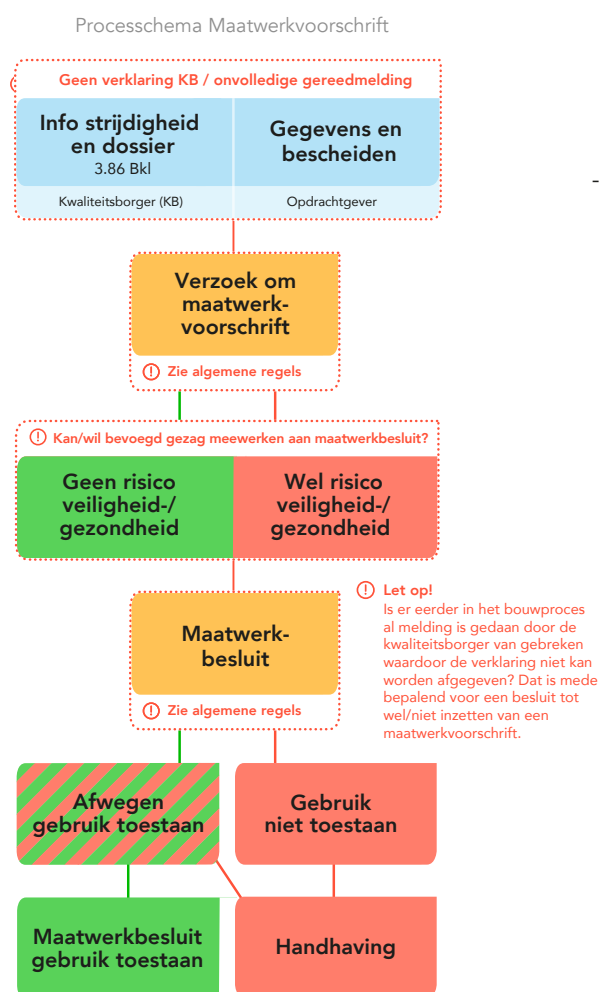 Processchema Maatwerkvoorschrift
Geen verklaring KB / onvolledige gereedmelding
Info strijdigheid
en dossier
3.86 Bkl
Gegevens en
bescheiden
Kwaliteitsborger (KB)
Opdrachtgever
-
Verzoek om
maatwerk-
voorschrift
! Zie algemene regels
! Kan/wil bevoegd gezag meewerken aan maatwerkbesluit?
Geen risico
veiligheid-/
gezondheid
Wel risico
veiligheid-/
gezondheid
Maatwerk-
besluit
! Zie algemene regels
! Let op!
Is er eerder in het bouwproces
al melding is gedaan door de
kwaliteitsborger van gebreken
waardoor de verklaring niet kan
worden afgegeven? Dat is mede
bepalend voor een besluit tot
wel/niet inzetten van een
maatwerkvoorschrift.
Afwegen
gebruik toestaan
Gebruik
niet toestaan
Maatwerkbesluit
gebruik toestaan
Handhaving